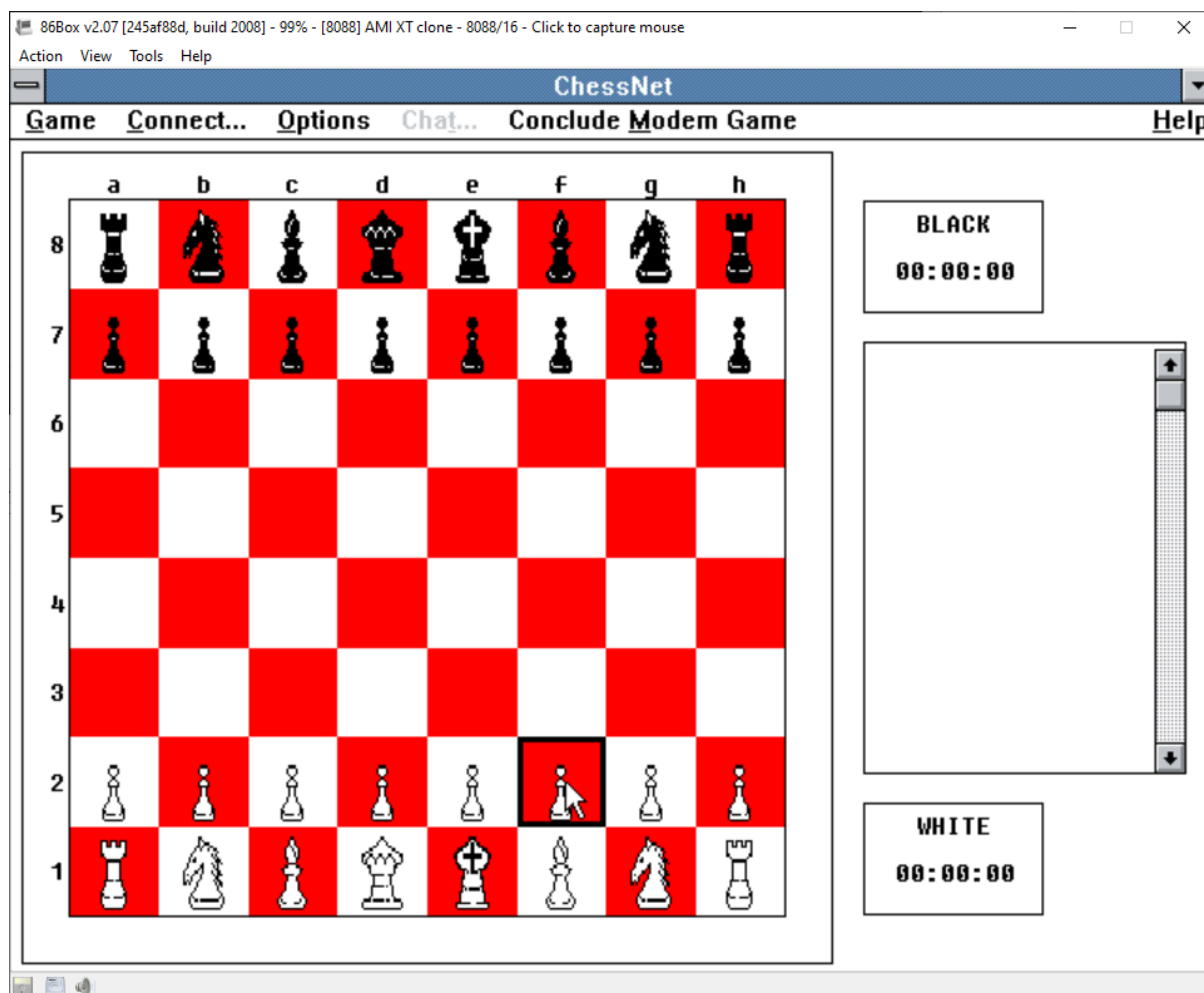 86Box v2.07 [245af88d, build 2008] - 99% - [8088] AMI XT clone - 8088/16 - Click to capture mouse
Action View Tools Help
ChessNet
Game Connect... Options Chat... Conclude Modem Game Help
a b c d e f g h
8
7
6
5
4
3
2
1
BLACK
00:00:00
WHITE
00:00:00